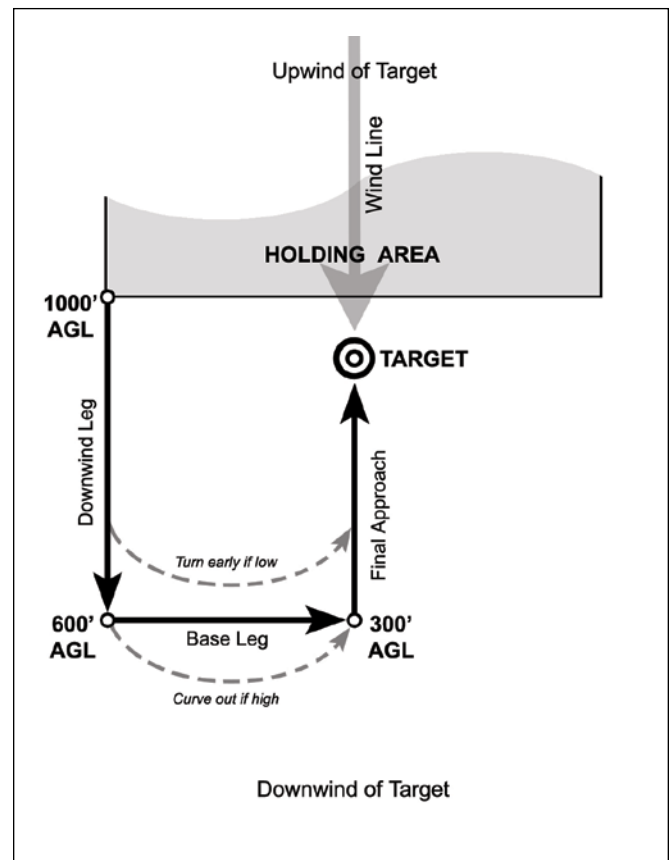 Upwind of Target
Wind Line
HOLDING AREA
1000’
AGL
TARGET
Downwind Leg
Final Approach
Turn early if low
600’
AGL
Base Leg
300’
AGL
Curve out if high
Downwind of Target